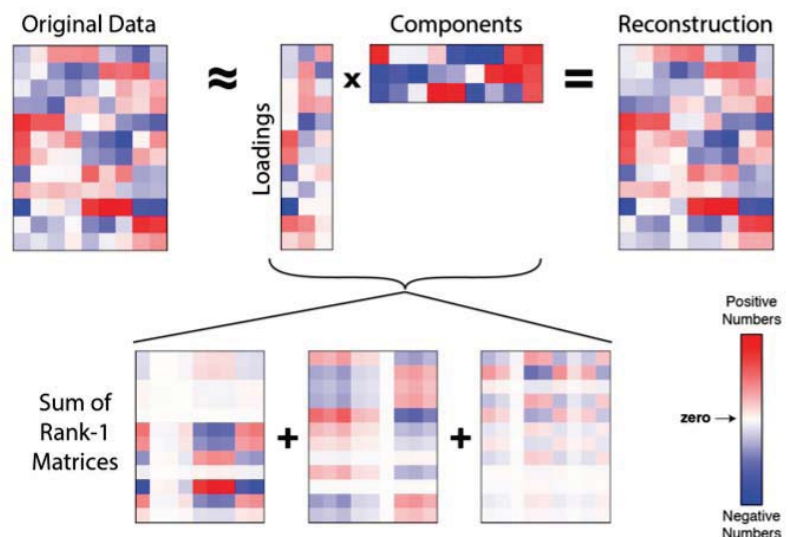 Original Data
≈
Loadings
x
Components
=
Reconstruction
Sum of
Rank-1
Matrices
+
+
Positive
Numbers
zero →
Negative
Numbers